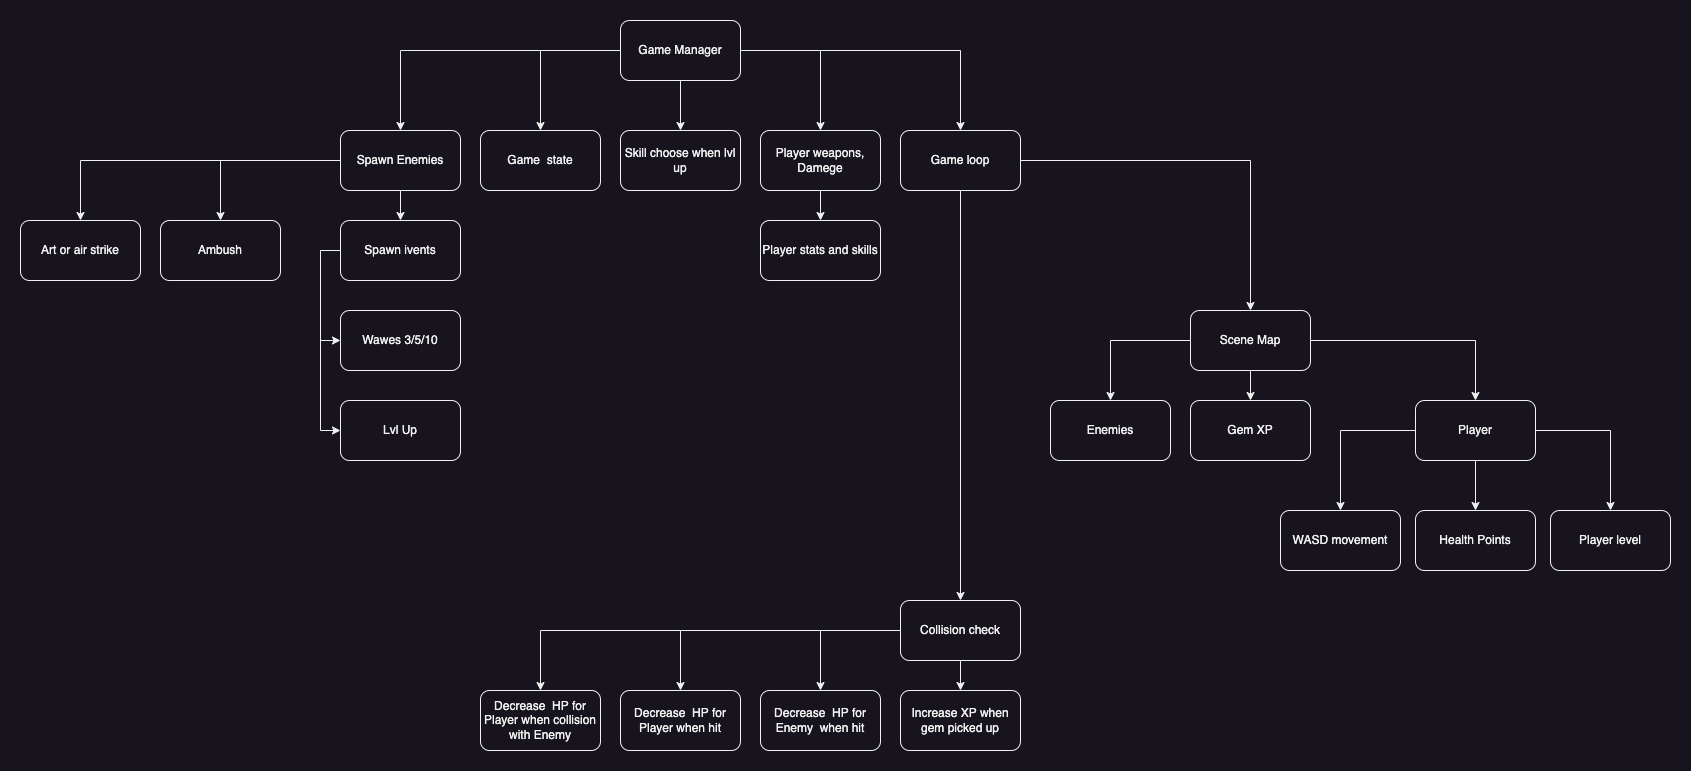 Game Manager
Spawn Enemies
Game  state
Skill choose when lvl
up
Player weapons,
Damege
Game loop
Art or air strike
Ambush
Spawn ivents
Player stats and skills
Wawes 3/5/10
Scene Map
Lvl Up
Enemies
Gem XP
Player
WASD movement
Health Points
Player level
Collision check
Decrease  HP for
Player when collision
with Enemy
Decrease  HP for
Player when hit
Decrease  HP for
Enemy  when hit
Increase XP when
gem picked up